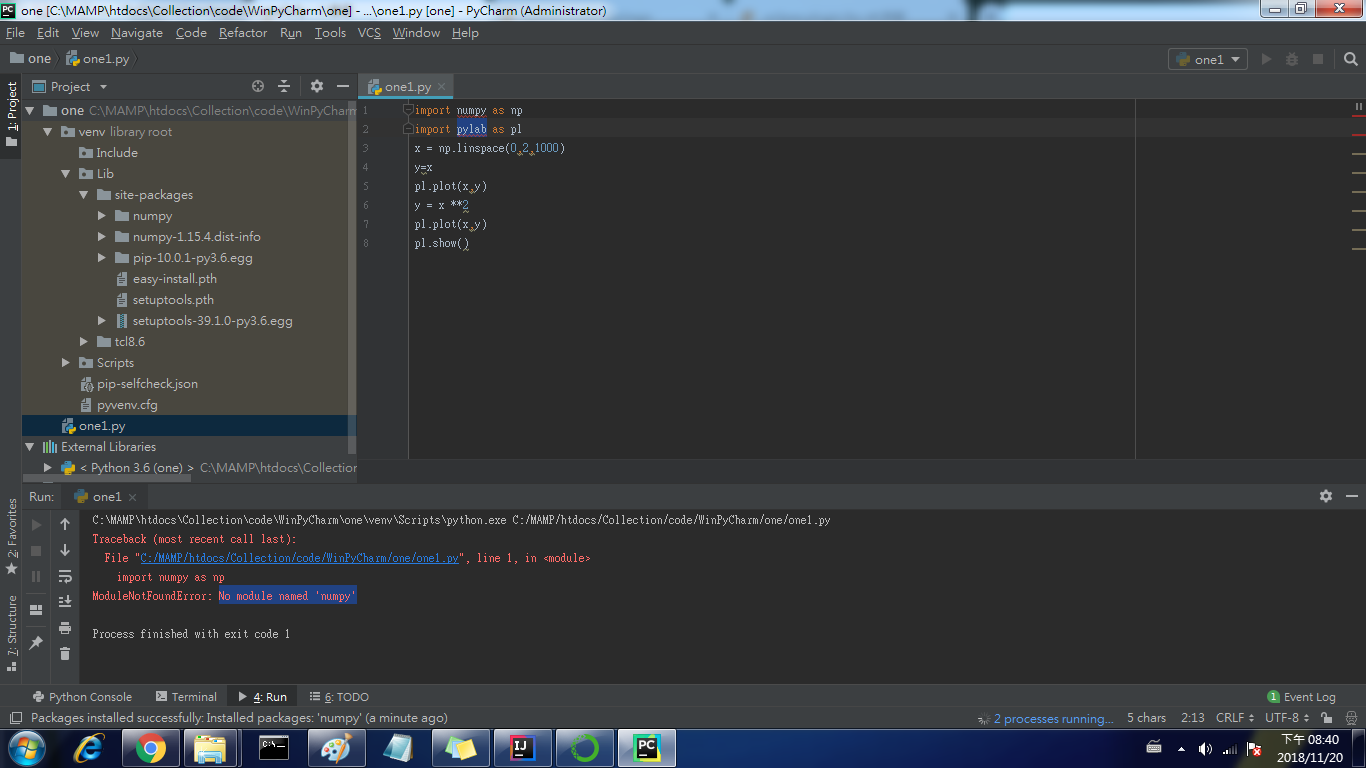 one [C:\MAMP\htdocs\Collection\code\WinPyCharm\one] - ...\one1.py [one] - PyCharm (Administrator)
File Edit View Navigate Code Refactor Run Tools VCS Window Help
one one1.py one1
1: Project
Project
one1.py
one C:\MAMP\htdocs\Collection\code\WinPyCharm
venv library root
Include
Lib
site-packages
numpy
numpy-1.15.4.dist-info
pip-10.0.1-py3.6.egg
easy-install.pth
setuptools.pth
setuptools-39.1.0-py3.6.egg
tcl8.6
Scripts
pip-selfcheck.json
pyvenv.cfg
one1.py
External Libraries
< Python 3.6 (one) > C:\MAMP\htdocs\Collection
1 import numpy as np
2 import pylab as pl
3 x = np.linspace(0,2,1000)
4 y=x
5 pl.plot(x,y)
6 y = x **2
7 pl.plot(x,y)
8 pl.show()
2: Favorites
7: Structure
Run: one1
C:\MAMP\htdocs\Collection\code\WinPyCharm\one\venv\Scripts\python.exe C:/MAMP/htdocs/Collection/code/WinPyCharm/one/one1.py
Traceback (most recent call last):
File "C:/MAMP/htdocs/Collection/code/WinPyCharm/one/one1.py", line 1, in <module>
import numpy as np
ModuleNotFoundError: No module named 'numpy'
Process finished with exit code 1
Python Console Terminal 4: Run 6: TODO 1 Event Log
Packages installed successfully: Installed packages: 'numpy' (a minute ago) 2 processes running... 5 chars 2:13 CRLF UTF-8
下午 08:40
2018/11/20